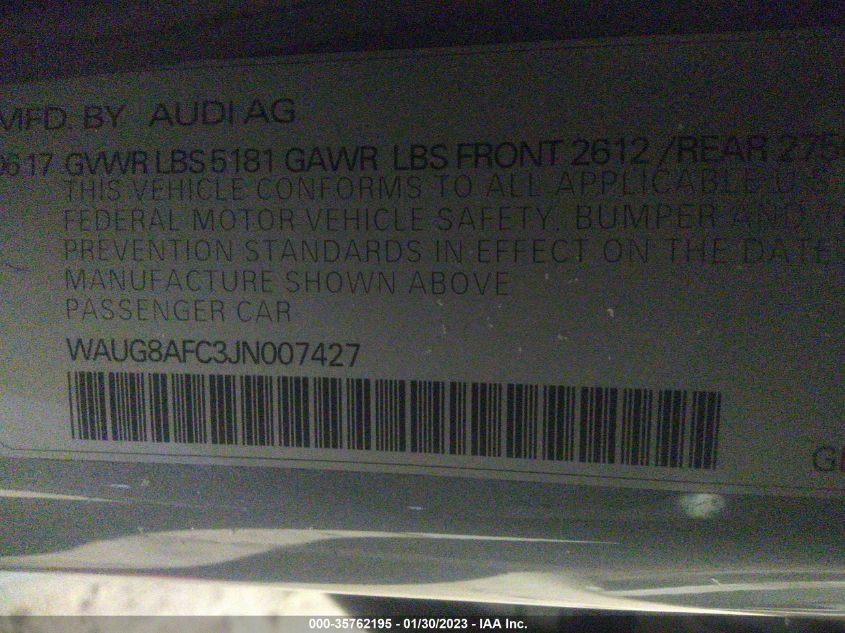 MFD. BY AUDI AG
0617 GVWR LBS 5181 GAWR LBS FRONT 2612 /REAR 275
THIS VEHICLE CONFORMS TO ALL APPLICABLE U.S.
FEDERAL MOTOR VEHICLE SAFETY, BUMPER AND T
PREVENTION STANDARDS IN EFFECT ON THE DATE
MANUFACTURE SHOWN ABOVE
PASSENGER CAR
WAUG8AFC3JN007427
000-35762195 - 01/30/2023 - IAA Inc.